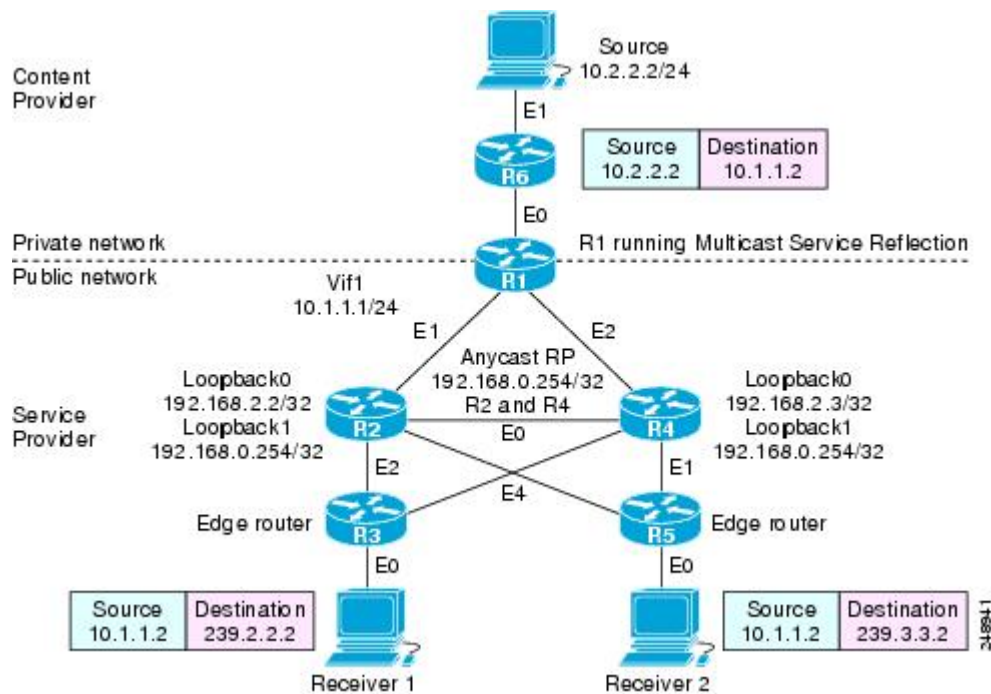 Source
10.2.2.2/24
Content
Provider
E1
Source
10.2.2.2
Destination
10.1.1.2
R6
E0
Private network
R1 running Multicast Service Reflection
Public network
R1
Vif1
10.1.1.1/24
E1
E2
Anycast RP
192.168.0.254/32
R2 and R4
Loopback0
192.168.2.2/32
Loopback1
192.168.0.254/32
Loopback0
192.168.2.3/32
Loopback1
192.168.0.254/32
Service
Provider
R2
E0
R4
E2
E4
E1
Edge router
R3
R5
Edge router
E0
E0
Source
10.1.1.2
Destination
239.2.2.2
Source
10.1.1.2
Destination
239.3.3.2
Receiver 1
Receiver 2
248941